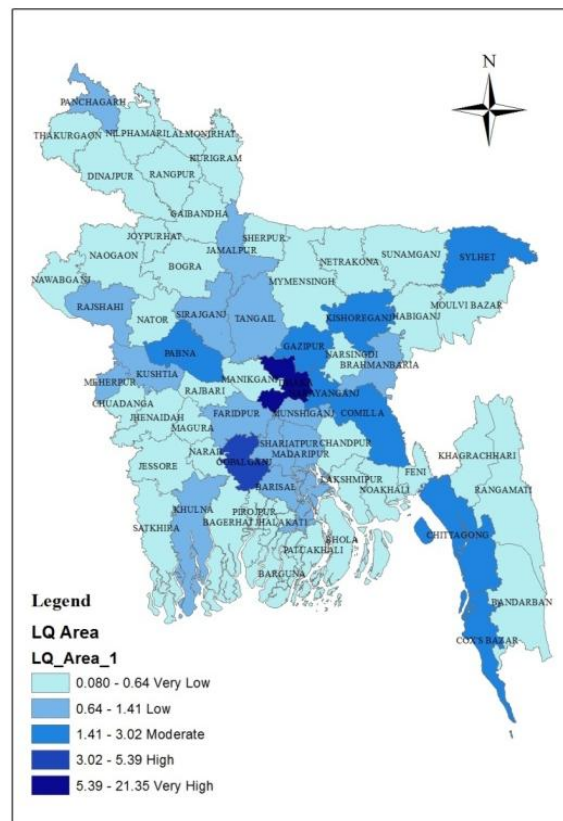 N
PANCHAGARH
THAKURGAON
NILPHAMARI
LALMONIRHAT
KURIGRAM
DINAJPUR
RANGPUR
GAIBANDHA
JOYPURHAT
SHERPUR
JAMALPUR
NAOGAON
BOGRA
MYMENSINGH
NETRAKONA
SUNAMGANJ
SYLHET
NAWABGANJ
RAJSHAHI
NATOR
SIRAJGANJ
TANGAIL
KISHOREGANJ
HABIGANJ
MOULVI BAZAR
PABNA
GAZIPUR
NARSINGDI
BRAHMANBARIA
MEHERPUR
KUSHTIA
MANIKGANJ
CHUADANGA
RAJBARI
JHENAIDAH
FARIDPUR
MUNSHIGANJ
COMILLA
MAGURA
SHARIATPUR
CHANDPUR
MADARIPUR
JESSORE
NARAIL
BARISAL
LAKSHMIPUR
NOAKHALI
FENI
KHAGRACHHARI
RANGAMATI
KHULNA
SATKHIRA
PIROJPUR
BAGERHAT
JHALAKATI
PATUAKHALI
BARGUNA
CHITTAGONG
BANDARBAN
COX'S BAZAR
Legend
LQ Area
LQ_Area_1
0.080 - 0.64 Very Low
0.64 - 1.41 Low
1.41 - 3.02 Moderate
3.02 - 5.39 High
5.39 - 21.35 Very High